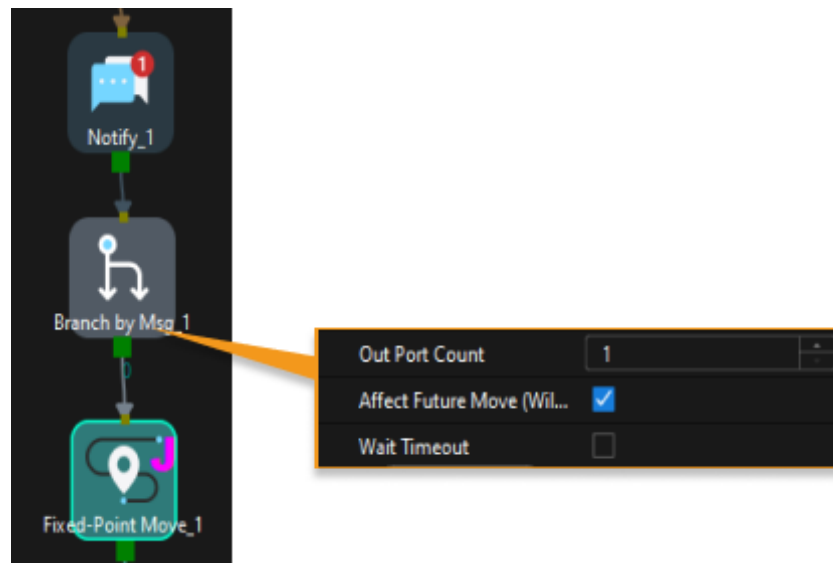 1
Notify_1
Branch by Msg_1
0
J
Fixed-Point Move_1
Out Port Count 1
Affect Future Move (Wil...
Wait Timeout